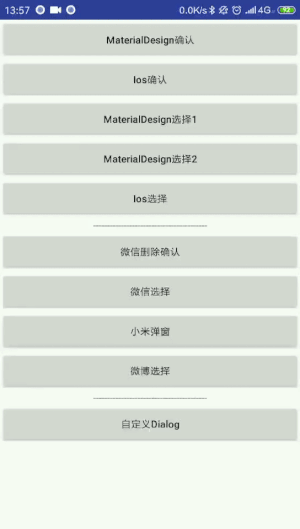 13:57 0.0K/s 4G 92
MaterialDesign确认
Ios确认
MaterialDesign选择1
MaterialDesign选择2
Ios选择
微信删除确认
微信选择
小米弹窗
微博选择
自定义Dialog